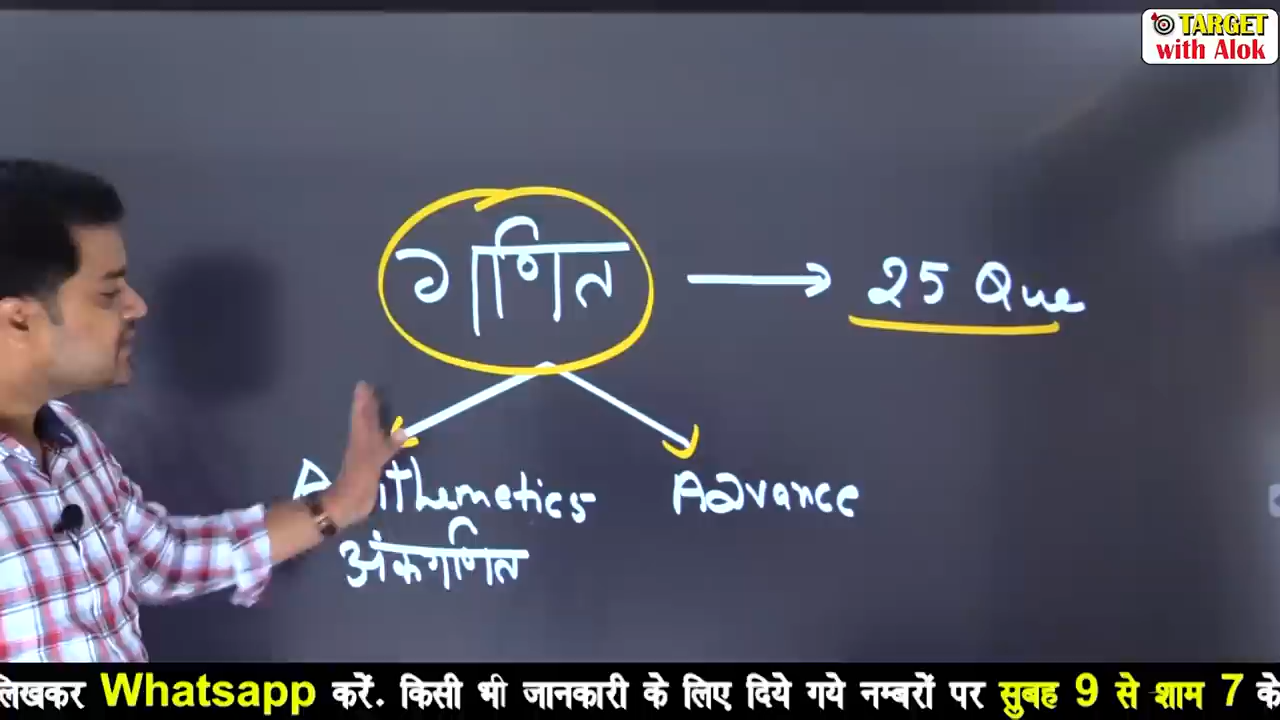 TARGET
with Alok
गणित → 25 Que
Arithemetics Advance
अंकगणित
लिखकर Whatsapp करें. किसी भी जानकारी के लिए दिये गये नम्बरों पर सुबह 9 से शाम 7 के